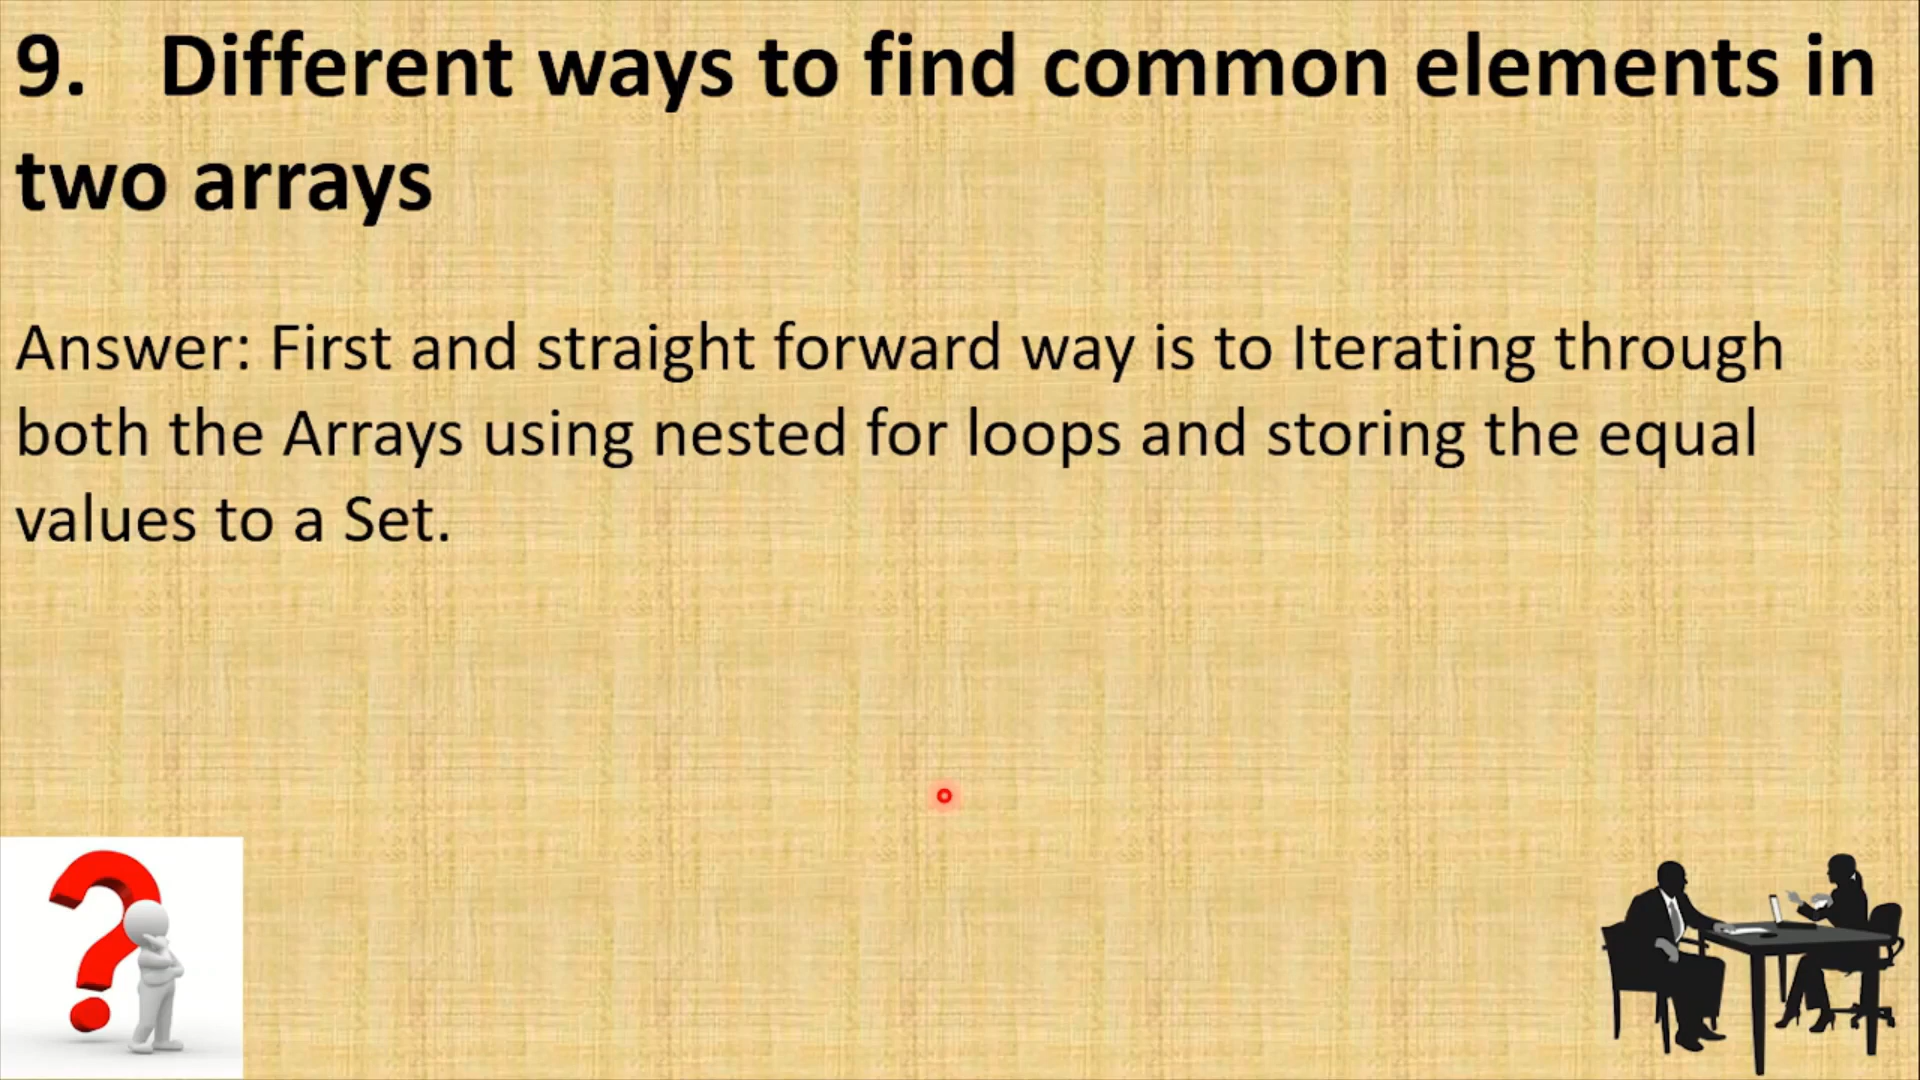 9. Different ways to find common elements in
two arrays
Answer: First and straight forward way is to Iterating through
both the Arrays using nested for loops and storing the equal
values to a Set.